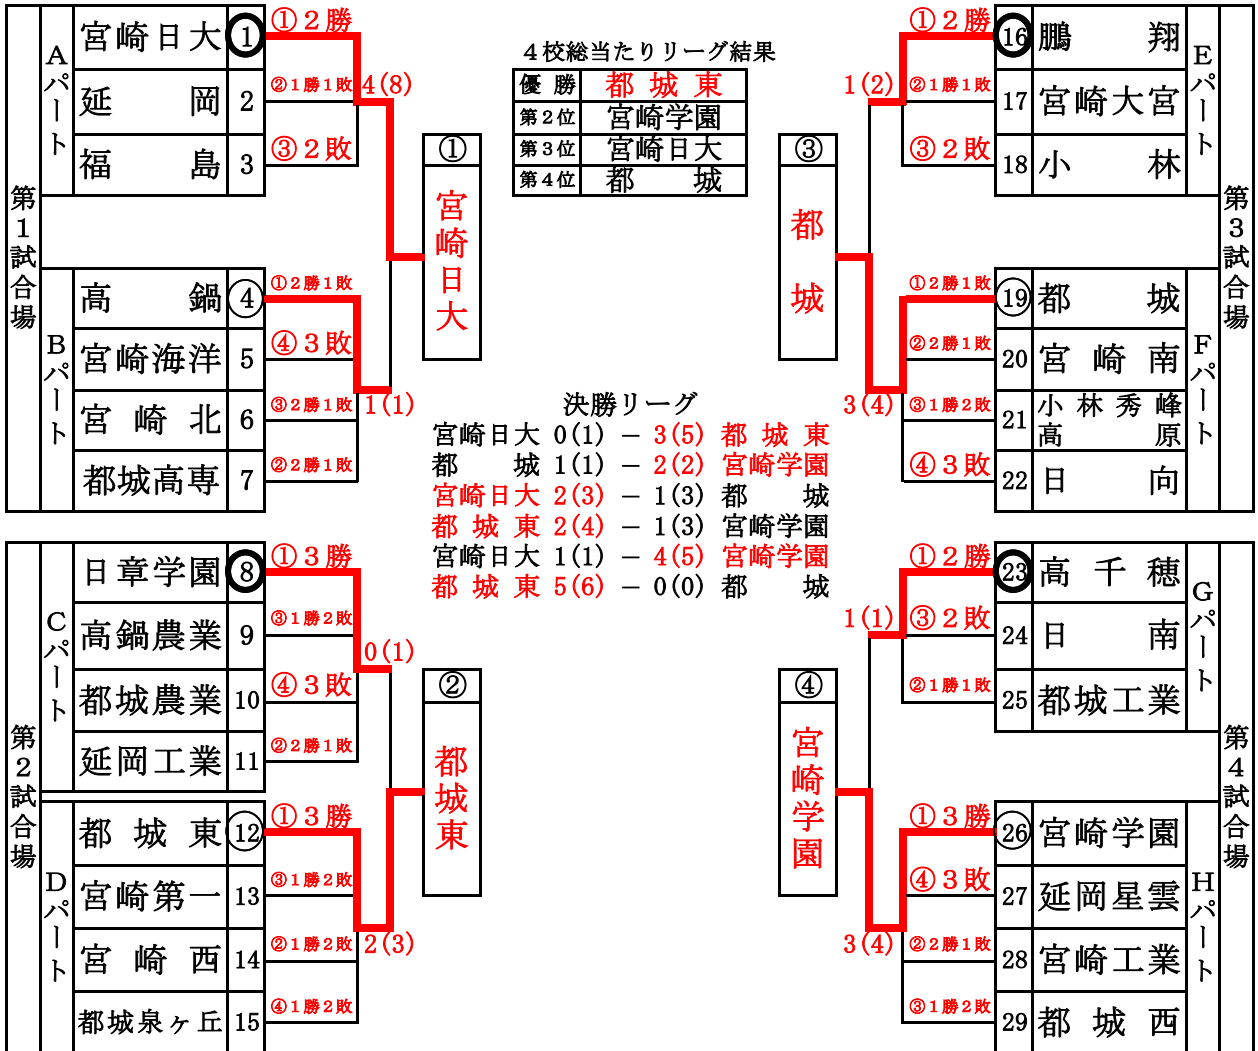 第1試合場
Aパート
宮崎日大 1 ①2勝
延岡 2 ②1勝1敗
福島 3 ③2敗
4(8)
Bパート
高鍋 4 ①2勝1敗
宮崎海洋 5 ④3敗
宮崎北 6 ③2勝1敗
都城高専 7 ②2勝1敗
1(1)
①
宮崎日大
第2試合場
Cパート
日章学園 8 ①3勝
高鍋農業 9 ③1勝2敗
都城農業 10 ④3敗
延岡工業 11 ②2勝1敗
0(1)
Dパート
都城東 12 ①3勝
宮崎第一 13 ③1勝2敗
宮崎西 14 ②1勝2敗
都城泉ヶ丘 15 ④1勝2敗
2(3)
②
都城東
4校総当たりリーグ結果
優勝 都城東
第2位 宮崎学園
第3位 宮崎日大
第4位 都城
決勝リーグ
宮崎日大 0(1) － 3(5) 都城東
都城 1(1) － 2(2) 宮崎学園
宮崎日大 2(3) － 1(3) 都城
都城東 2(4) － 1(3) 宮崎学園
宮崎日大 1(1) － 4(5) 宮崎学園
都城東 5(6) － 0(0) 都城
③
都城
第3試合場
Eパート
①2勝 16 鵬翔
②1勝1敗 17 宮崎大宮
③2敗 18 小林
1(2)
Fパート
①2勝1敗 19 都城
②2勝1敗 20 宮崎南
③1勝2敗 21 小林秀峰
高原
④3敗 22 日向
3(4)
④
宮崎学園
第4試合場
Gパート
①2勝 23 高千穂
③2敗 24 日南
②1勝1敗 25 都城工業
1(1)
Hパート
①3勝 26 宮崎学園
④3敗 27 延岡星雲
②2勝1敗 28 宮崎工業
③1勝2敗 29 都城西
3(4)